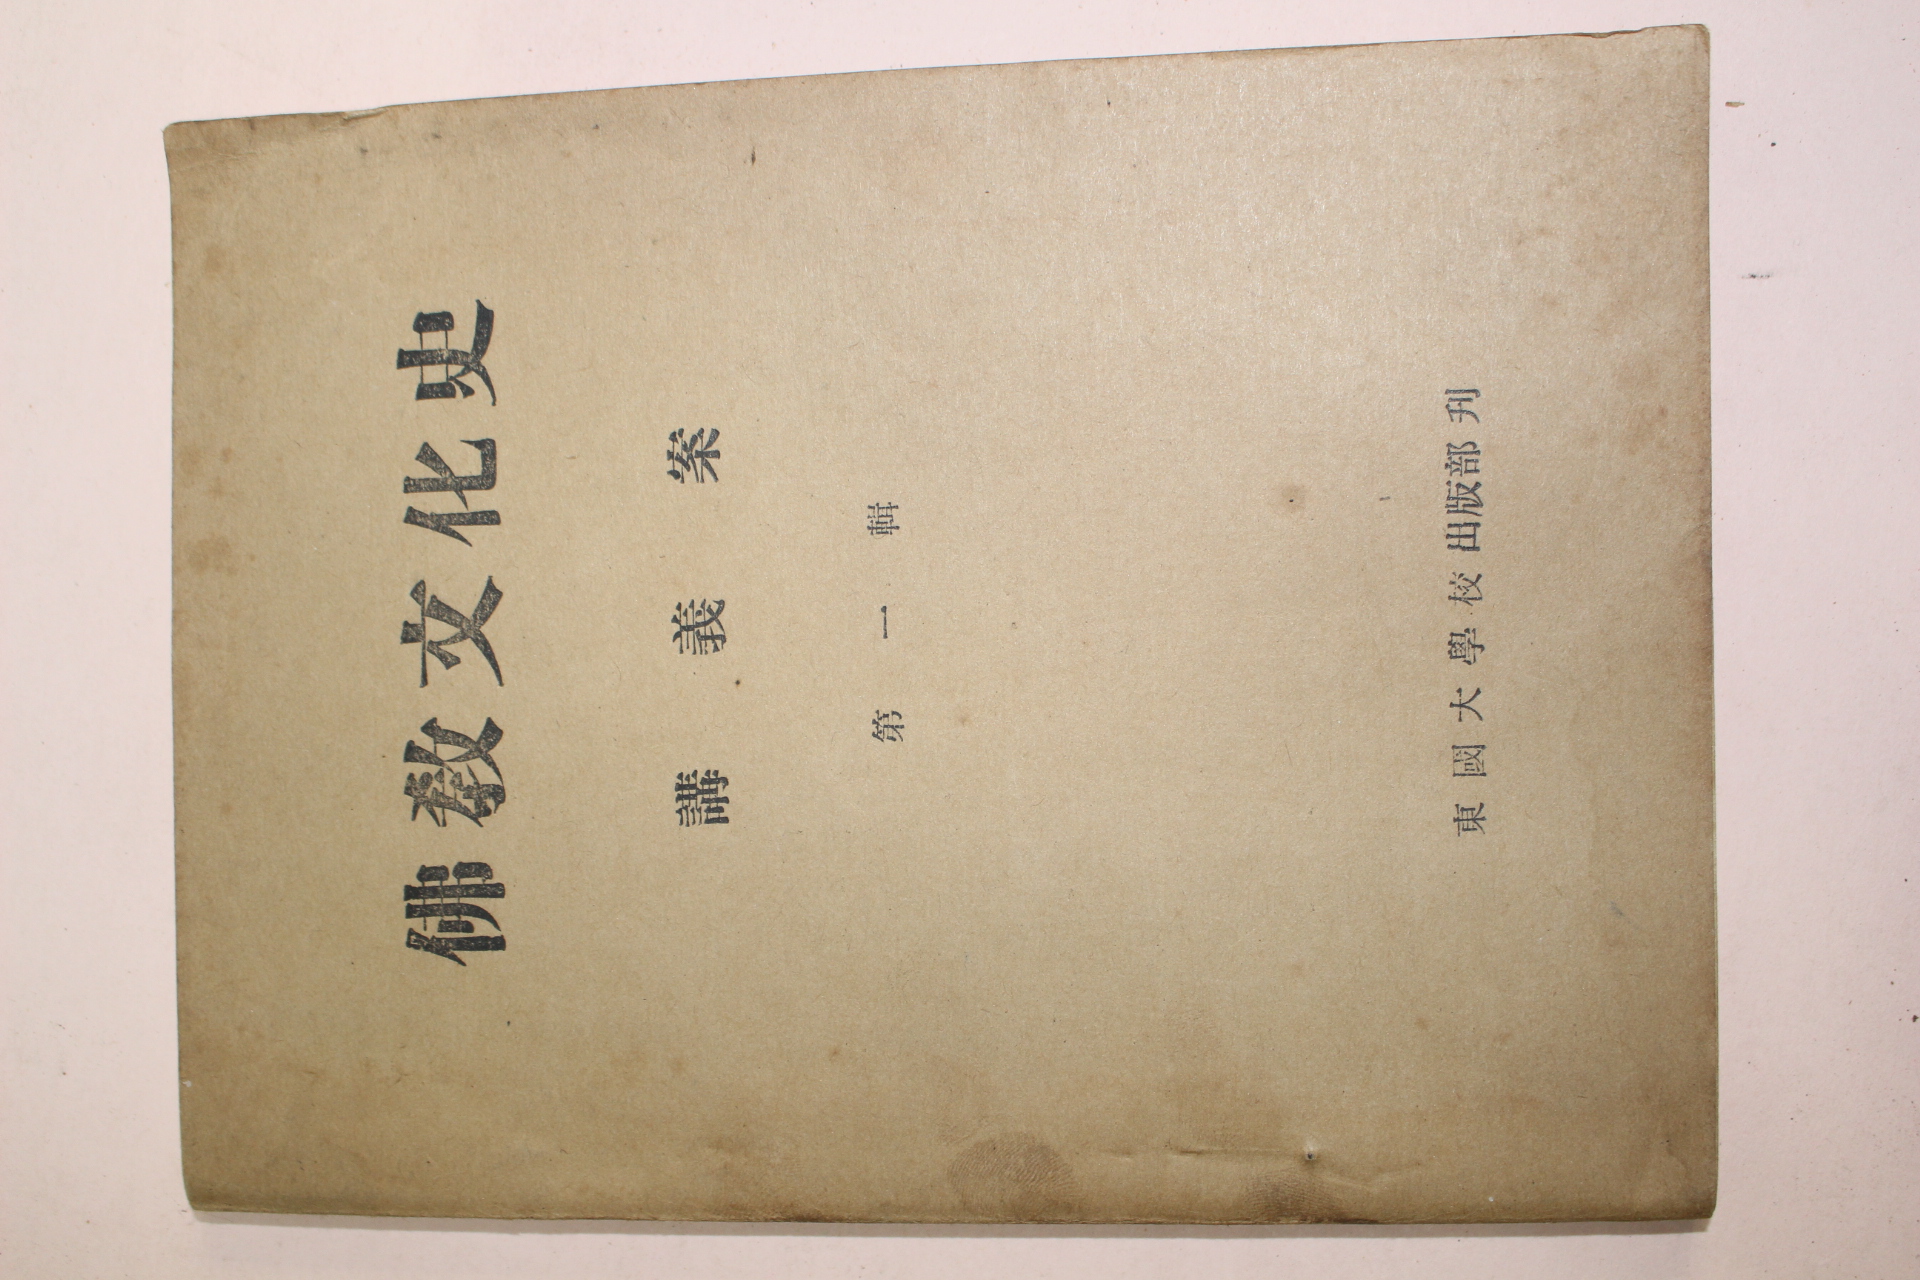 佛教文化史
講義案
第一輯
東國大學校出版部刊